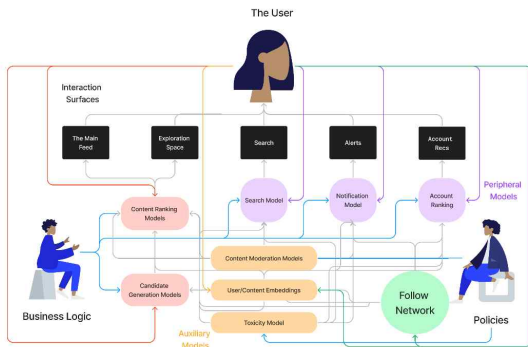 The User
Interaction
Surfaces
The Main
Feed
Exploration
Space
Search
Alerts
Account
Recs
Content Ranking
Models
Search Model
Notification
Model
Account
Ranking
Peripheral
Models
Content Moderation Models
Candidate
Generation Models
User/Content Embeddings
Follow
Network
Business Logic
Auxiliary
Models
Toxicity Model
Policies